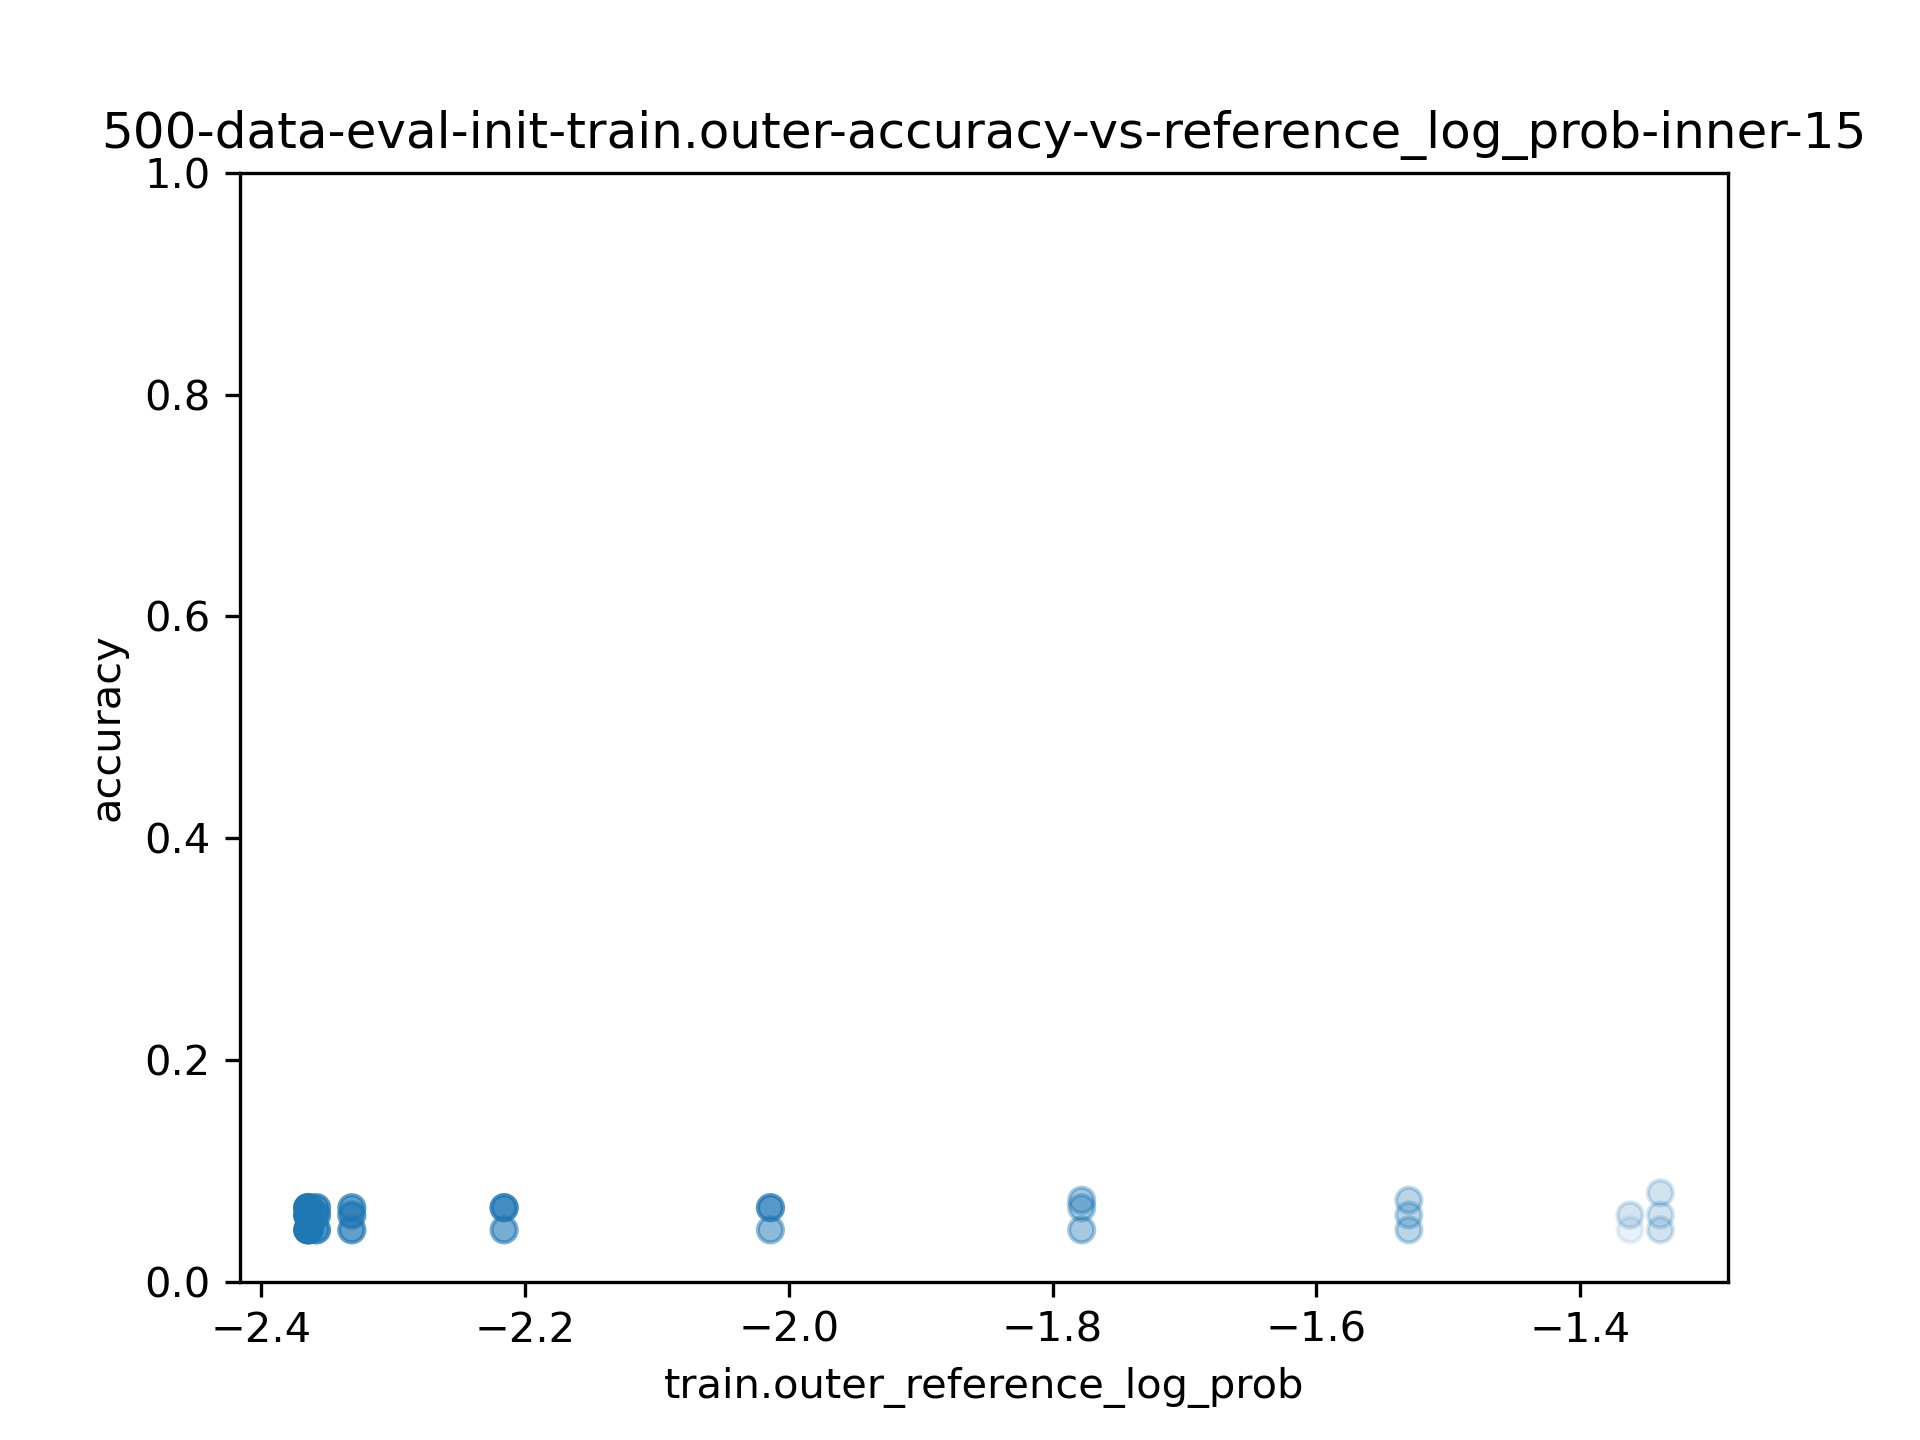 500-data-eval-init-train.outer-accuracy-vs-reference_log_prob-inner-15
1.0
0.8
0.6
0.4
0.2
0.0
accuracy
−2.4 −2.2 −2.0 −1.8 −1.6 −1.4
train.outer_reference_log_prob